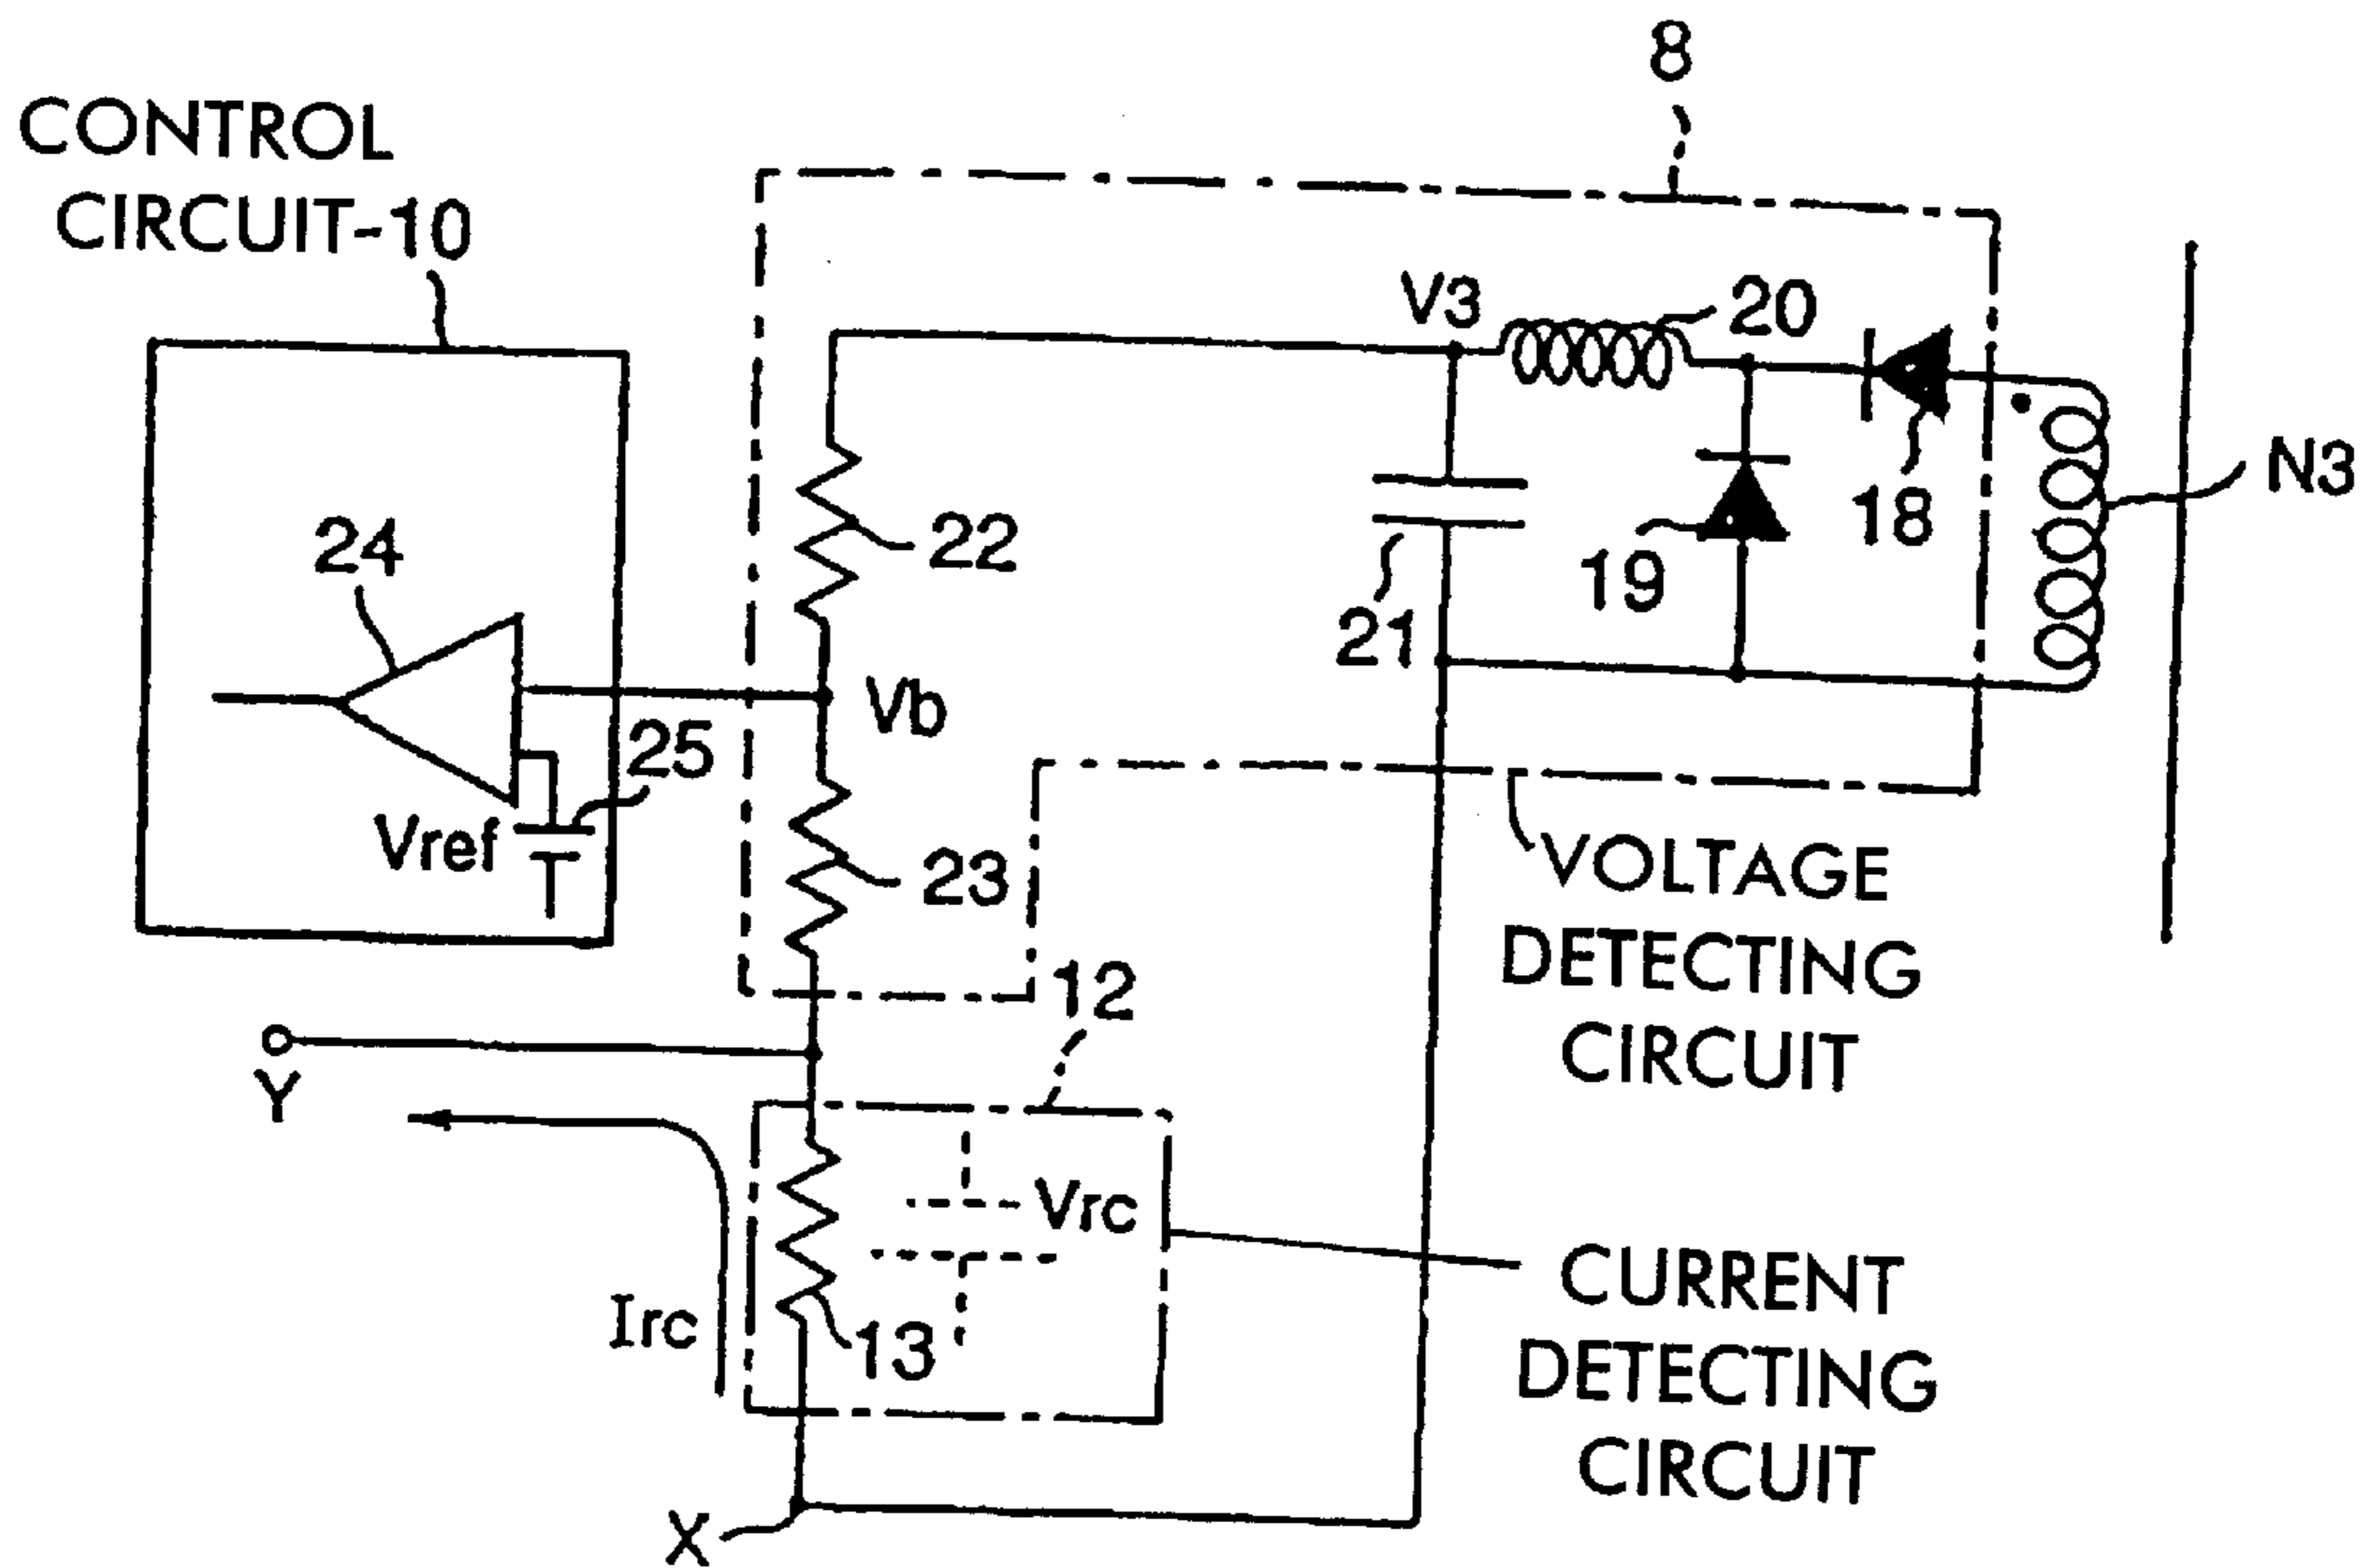 8
CONTROL
CIRCUIT-10
V3
20
N3
18
22
24
19
21
Vb
25
Vref
23
VOLTAGE
DETECTING
CIRCUIT
12
Y
Vrc
CURRENT
DETECTING
CIRCUIT
Irc
13
X